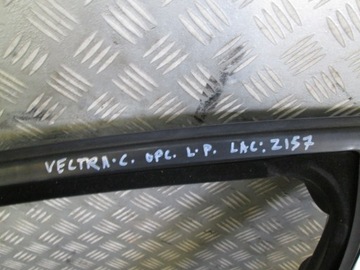 VECTRA.C. OPC. L.P. LAC: Z157